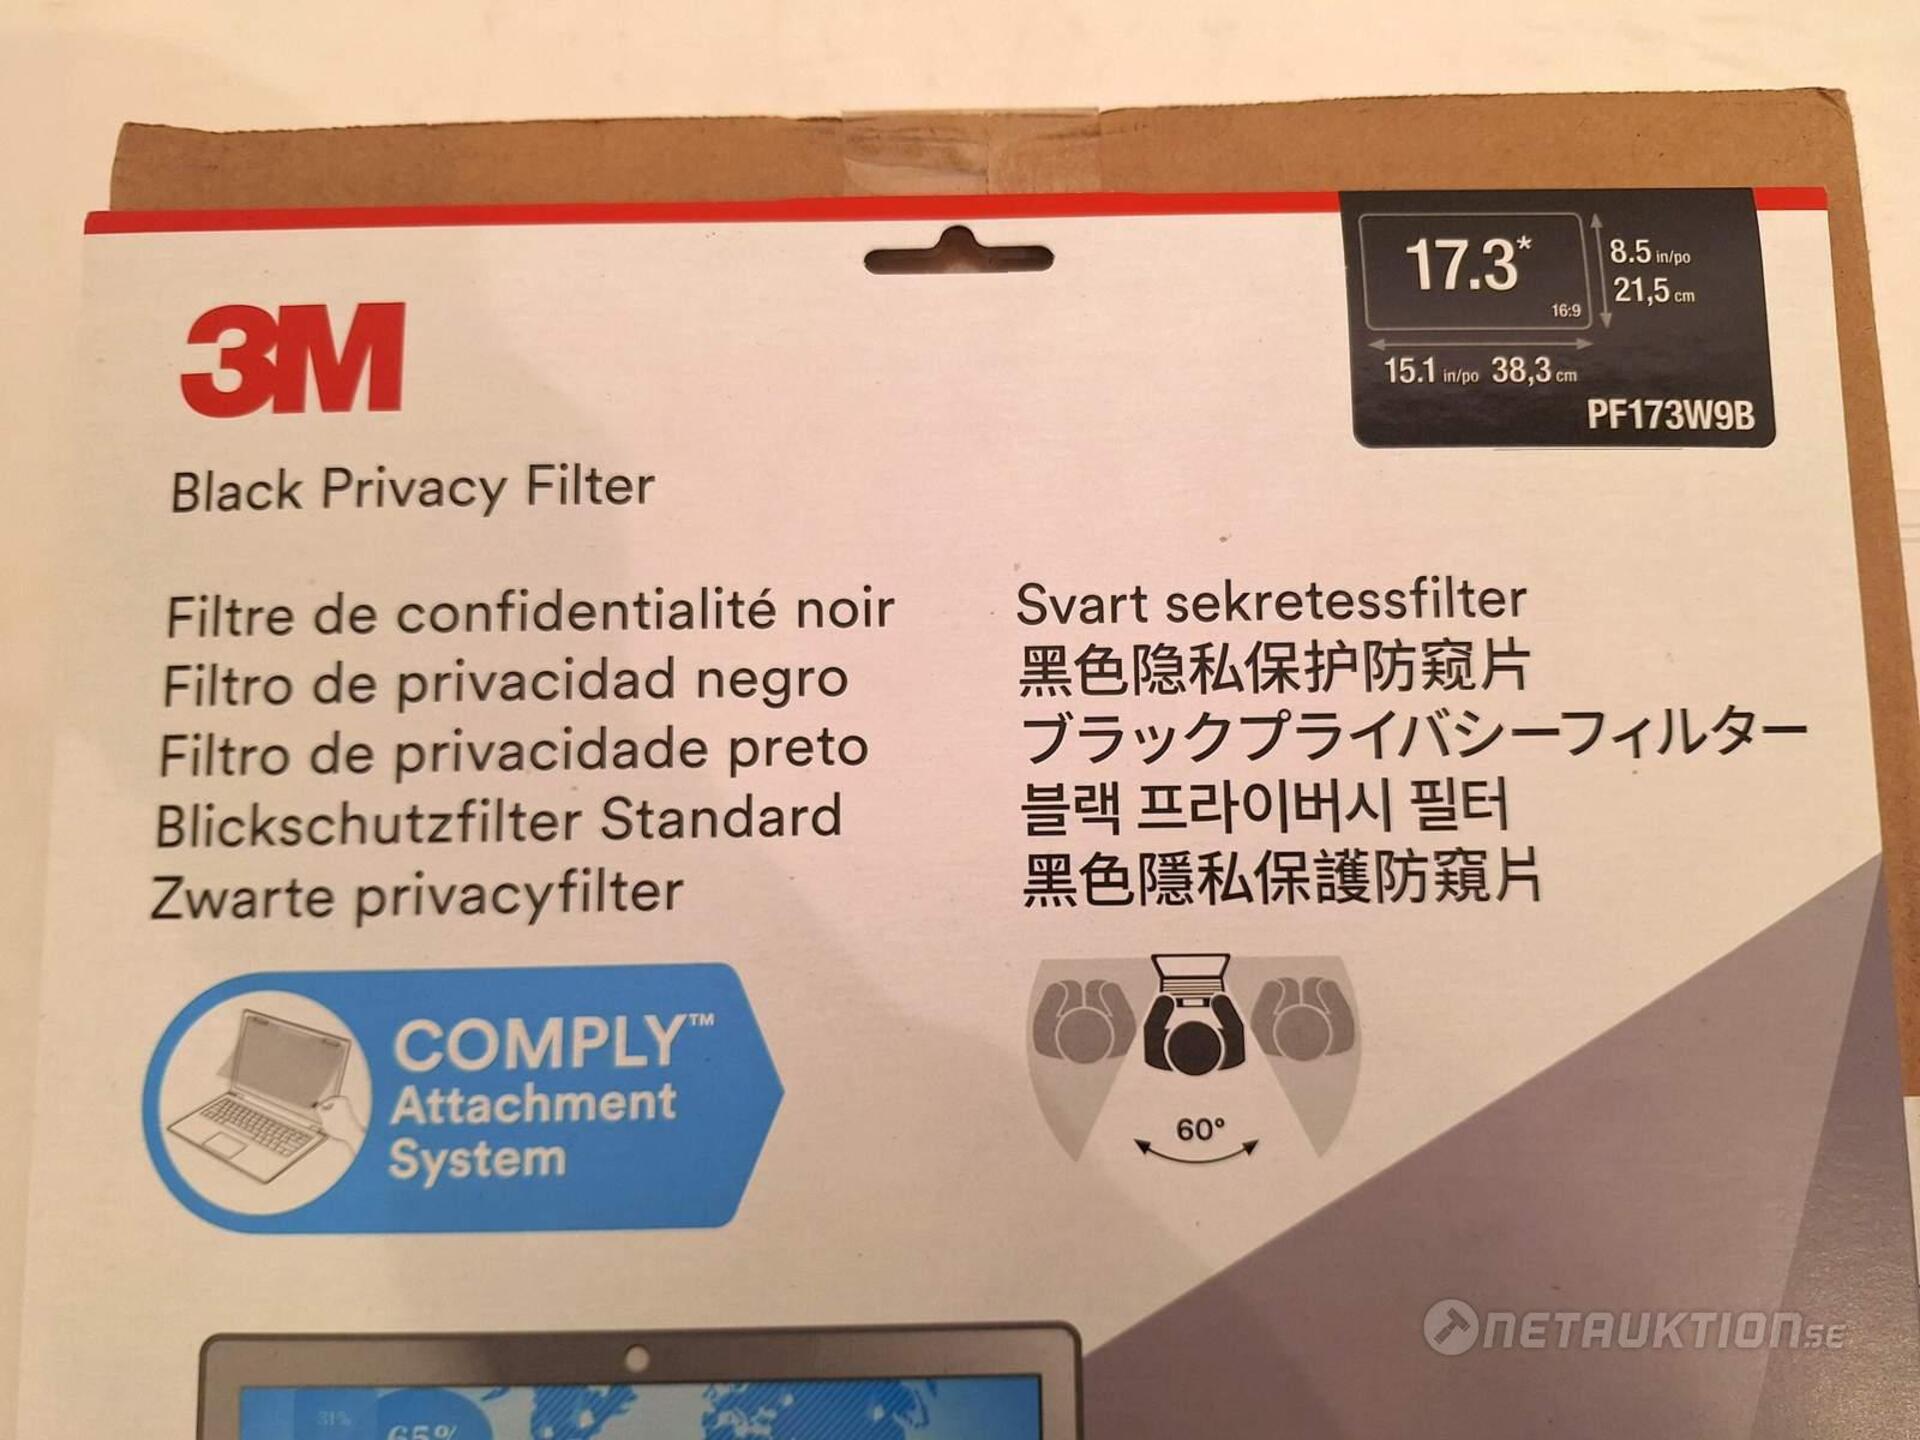 17.3*
16:9
8.5 in/po
21,5 cm
15.1 in/po 38,3 cm
PF173W9B
3M
Black Privacy Filter
Filtre de confidentialité noir
Filtro de privacidad negro
Filtro de privacidade preto
Blickschutzfilter Standard
Zwarte privacyfilter
Svart sekretessfilter
黑色隐私保护防窥片
ブラックプライバシーフィルター
블랙 프라이버시 필터
黑色隱私保護防窺片
COMPLY™
Attachment
System
60°
31%
65%
NETAUKTION.SE